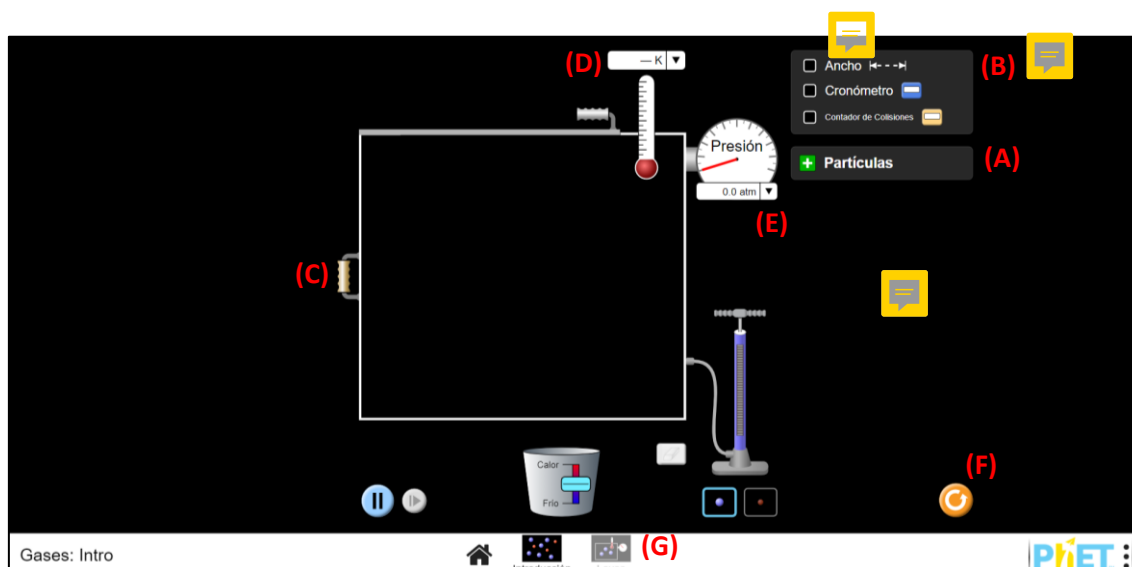 (D)
— K
Ancho
(B)
Cronómetro
Contador de Colisiones
Presión
0.0 atm
Partículas
(A)
(E)
(C)
Calor
Frío
(F)
Gases: Intro
(G)
PhET